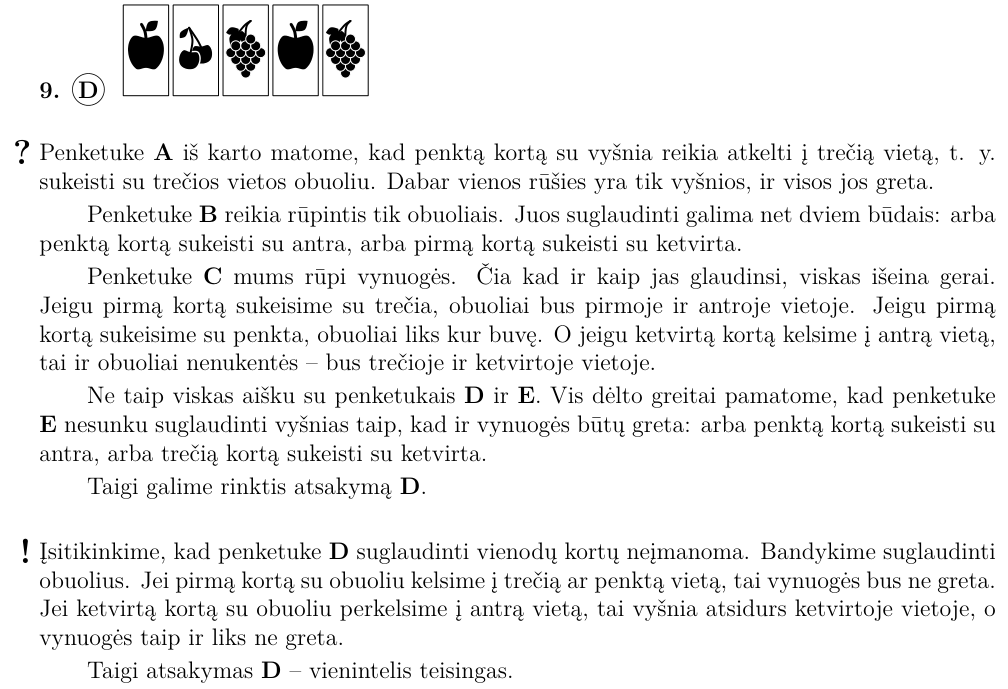 9. D
? Penketuke A iš karto matome, kad penktą kortą su vyšnia reikia atkelti į trečią vietą, t. y.
sukeisti su trečios vietos obuoliu. Dabar vienos rūšies yra tik vyšnios, ir visos jos greta.
Penketuke B reikia rūpintis tik obuoliais. Juos suglaudinti galima net dviem būdais: arba
penktą kortą sukeisti su antra, arba pirmą kortą sukeisti su ketvirta.
Penketuke C mums rūpi vynuogės. Čia kad ir kaip jas glaudinsi, viskas išeina gerai.
Jeigu pirmą kortą sukeisime su trečia, obuoliai bus pirmoje ir antroje vietoje. Jeigu pirmą
kortą sukeisime su penkta, obuoliai liks kur buvę. O jeigu ketvirtą kortą kelsime į antrą vietą,
tai ir obuoliai nenukentės – bus trečioje ir ketvirtoje vietoje.
Ne taip viskas aišku su penketukais D ir E. Vis dėlto greitai pamatome, kad penketuke
E nesunku suglaudinti vyšnias taip, kad ir vynuogės būtų greta: arba penktą kortą sukeisti su
antra, arba trečią kortą sukeisti su ketvirta.
Taigi galime rinktis atsakymą D.
! Įsitikinkime, kad penketuke D suglaudinti vienodų kortų neįmanoma. Bandykime suglaudinti
obuolius. Jei pirmą kortą su obuoliu kelsime į trečią ar penktą vietą, tai vynuogės bus ne greta.
Jei ketvirtą kortą su obuoliu perkelsime į antrą vietą, tai vyšnia atsidurs ketvirtoje vietoje, o
vynuogės taip ir liks ne greta.
Taigi atsakymas D – vienintelis teisingas.